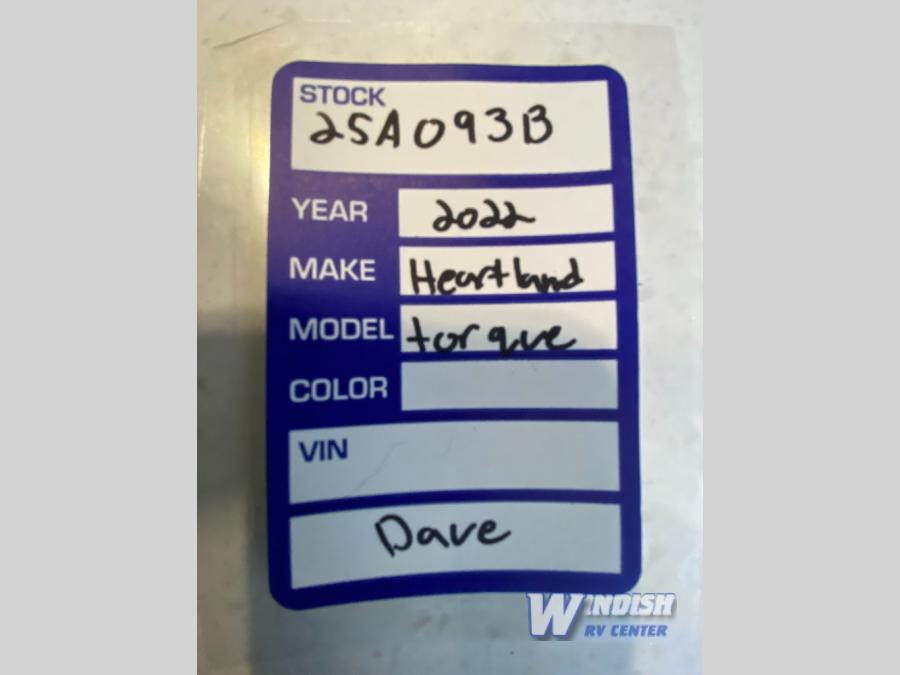 STOCK
25A093B
YEAR 2022
MAKE Heartland
MODEL torque
COLOR
VIN
Dave
WINDISH
RV CENTER